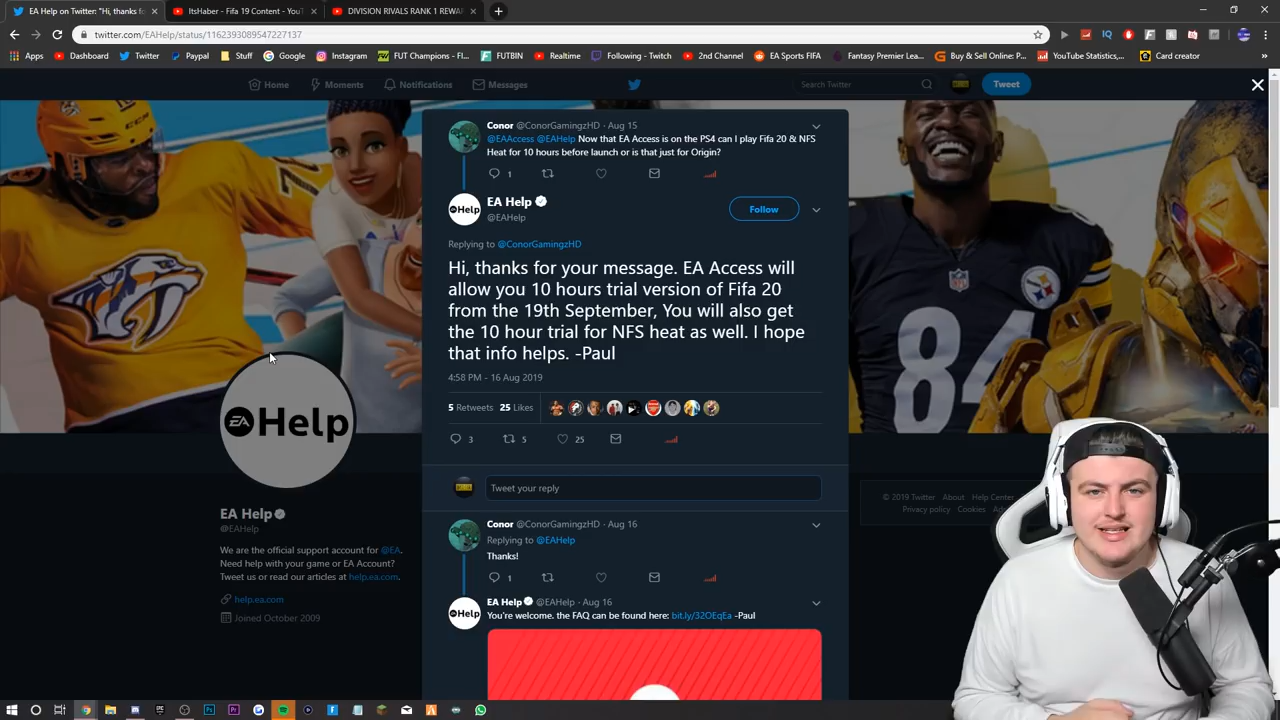 EA Help on Twitter: "Hi, thanks fo
ItsHaber - Fifa 19 Content - YouT
DIVISION RIVALS RANK 1 REWA
twitter.com/EAHelp/status/1162393089547227137
Apps
Dashboard
Twitter
Paypal
Stuff
Google
Instagram
FUT Champions - FI...
FUTBIN
Realtime
Following - Twitch
2nd Channel
EA Sports FIFA
Fantasy Premier Lea...
Buy & Sell Online: P...
YouTube Statistics,...
Card creator
Home
Moments
Notifications
Messages
Search Twitter
Tweet
Conor @ConorGamingzHD · Aug 15
@EAAccess @EAHelp Now that EA Access is on the PS4 can I play Fifa 20 & NFS
Heat for 10 hours before launch or is that just for Origin?
1
Help
EA Help
@EAHelp
Follow
Replying to @ConorGamingzHD
Hi, thanks for your message. EA Access will
allow you 10 hours trial version of Fifa 20
from the 19th September, You will also get
the 10 hour trial for NFS heat as well. I hope
that info helps. -Paul
4:58 PM - 16 Aug 2019
5 Retweets 25 Likes
3
5
25
Tweet your reply
Conor @ConorGamingzHD · Aug 16
Replying to @EAHelp
Thanks!
1
Help
EA Help @EAHelp · Aug 16
You're welcome. the FAQ can be found here: bit.ly/32OEqEa -Paul
EA Help
EA Help
@EAHelp
We are the official support account for @EA.
Need help with your game or EA Account?
Tweet us or read our articles at help.ea.com.
help.ea.com
Joined October 2009
© 2019 Twitter About Help Center
Privacy policy Cookies
84